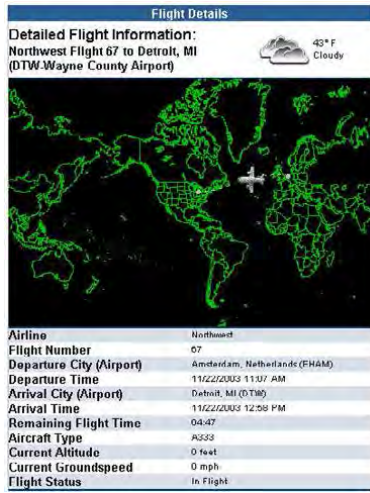 Flight Details
Detailed Flight Information:
Northwest Flight 67 to Detroit, MI
(DTW-Wayne County Airport)
43° F
Cloudy
Airline Northwest
Flight Number 67
Departure City (Airport) Amsterdam, Netherlands (EHAM)
Departure Time 11/22/2003 11:07 AM
Arrival City (Airport) Detroit, MI (DTW)
Arrival Time 11/22/2003 12:58 PM
Remaining Flight Time 04:47
Aircraft Type A333
Current Altitude 0 feet
Current Groundspeed 0 mph
Flight Status In Flight